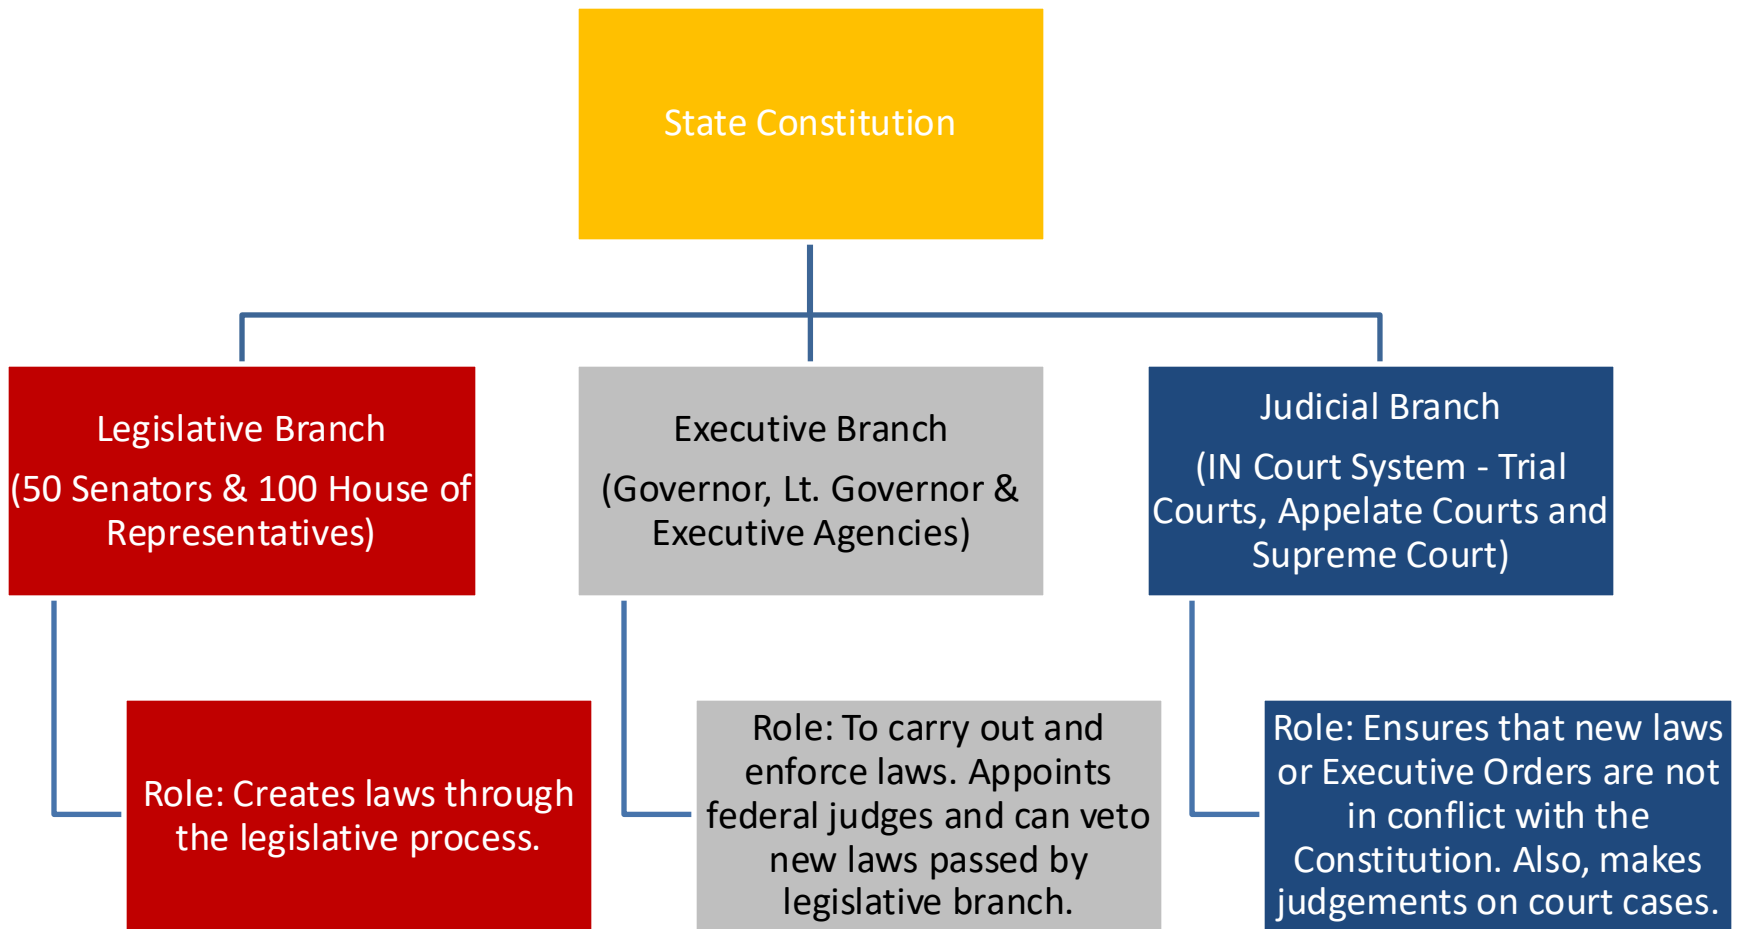 State Constitution
Legislative Branch
(50 Senators & 100 House of
Representatives)
Executive Branch
(Governor, Lt. Governor &
Executive Agencies)
Judicial Branch
(IN Court System - Trial
Courts, Appelate Courts and
Supreme Court)
Role: Creates laws through
the legislative process.
Role: To carry out and
enforce laws. Appoints
federal judges and can veto
new laws passed by
legislative branch.
Role: Ensures that new laws
or Executive Orders are not
in conflict with the
Constitution. Also, makes
judgements on court cases.